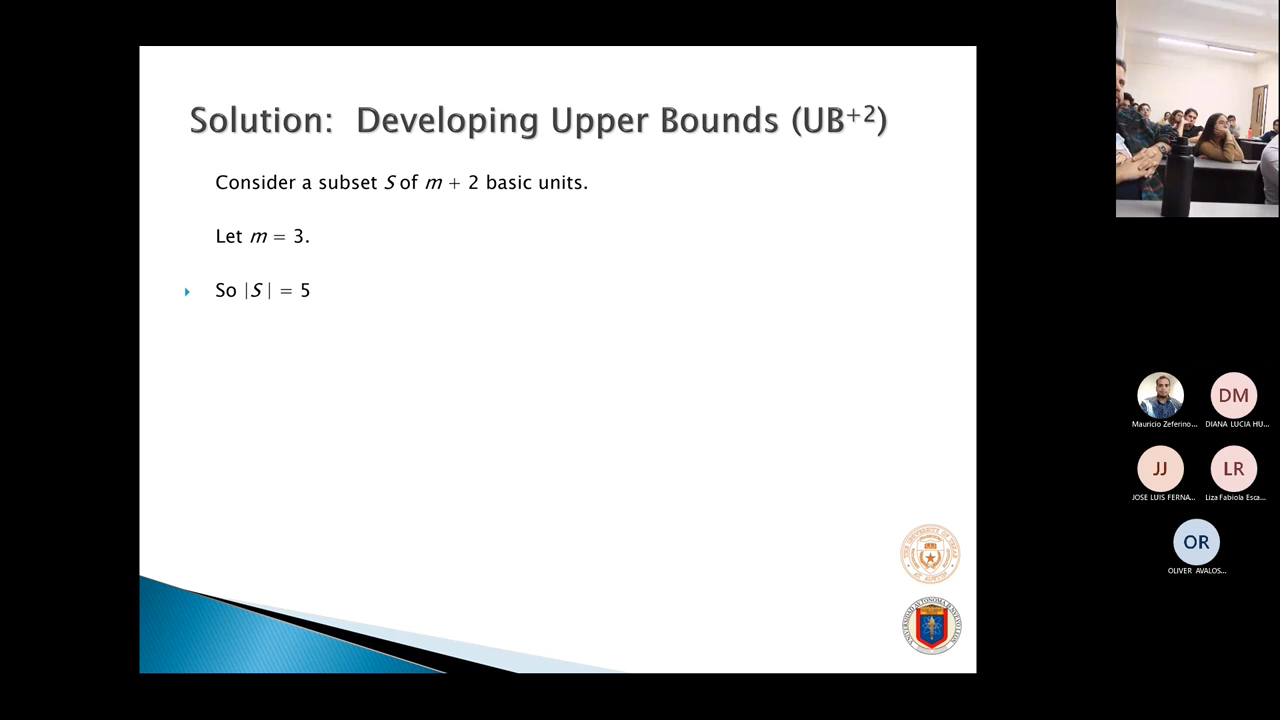 Solution: Developing Upper Bounds (UB+2)
Consider a subset S of m + 2 basic units.
Let m = 3.
So |S| = 5
Mauricio Zeferino...
DM
DIANA LUCIA HU...
JJ
JOSE LUIS FERNA...
LR
Liza Fabiola Esca...
OR
OLIVER AVALOS...